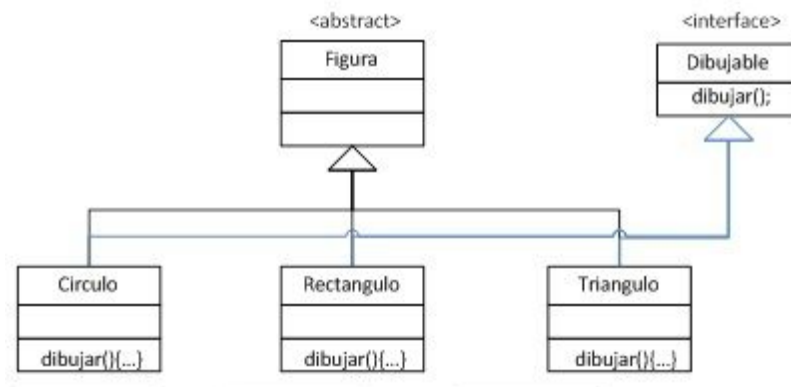 <abstract>
Figura
<interface>
Dibujable
dibujar();
Circulo
dibujar(){...}
Rectangulo
dibujar(){...}
Triangulo
dibujar(){...}